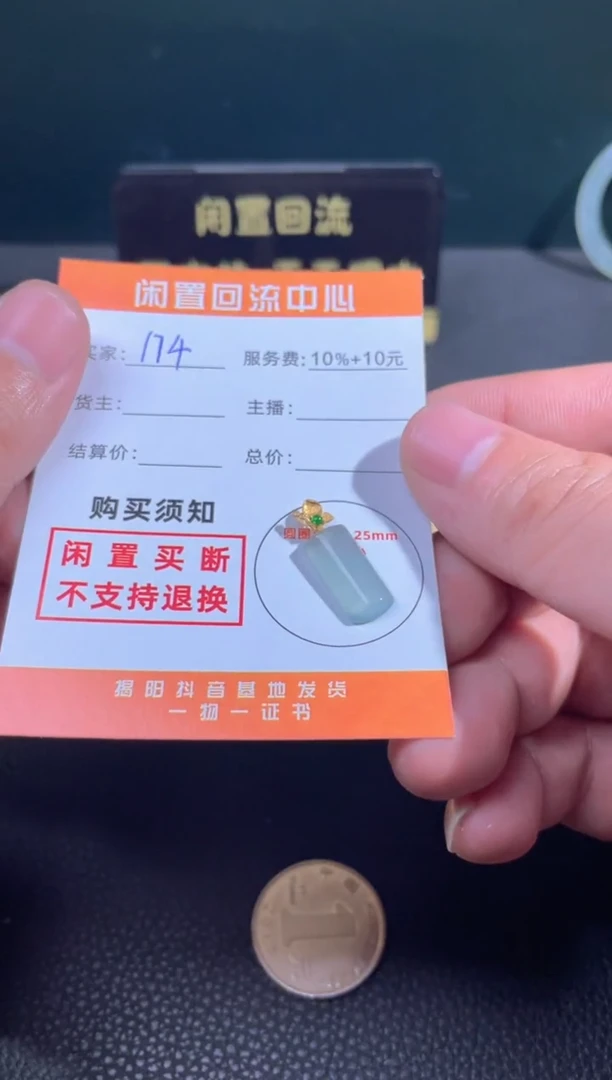 闲置回流
闲置回流中心
买家: 174 服务费: 10%+10元
货主: 主播:
结算价: 总价:
购买须知
闲置买断
不支持退换
25mm
揭阳抖音基地发货
一物一证书
1